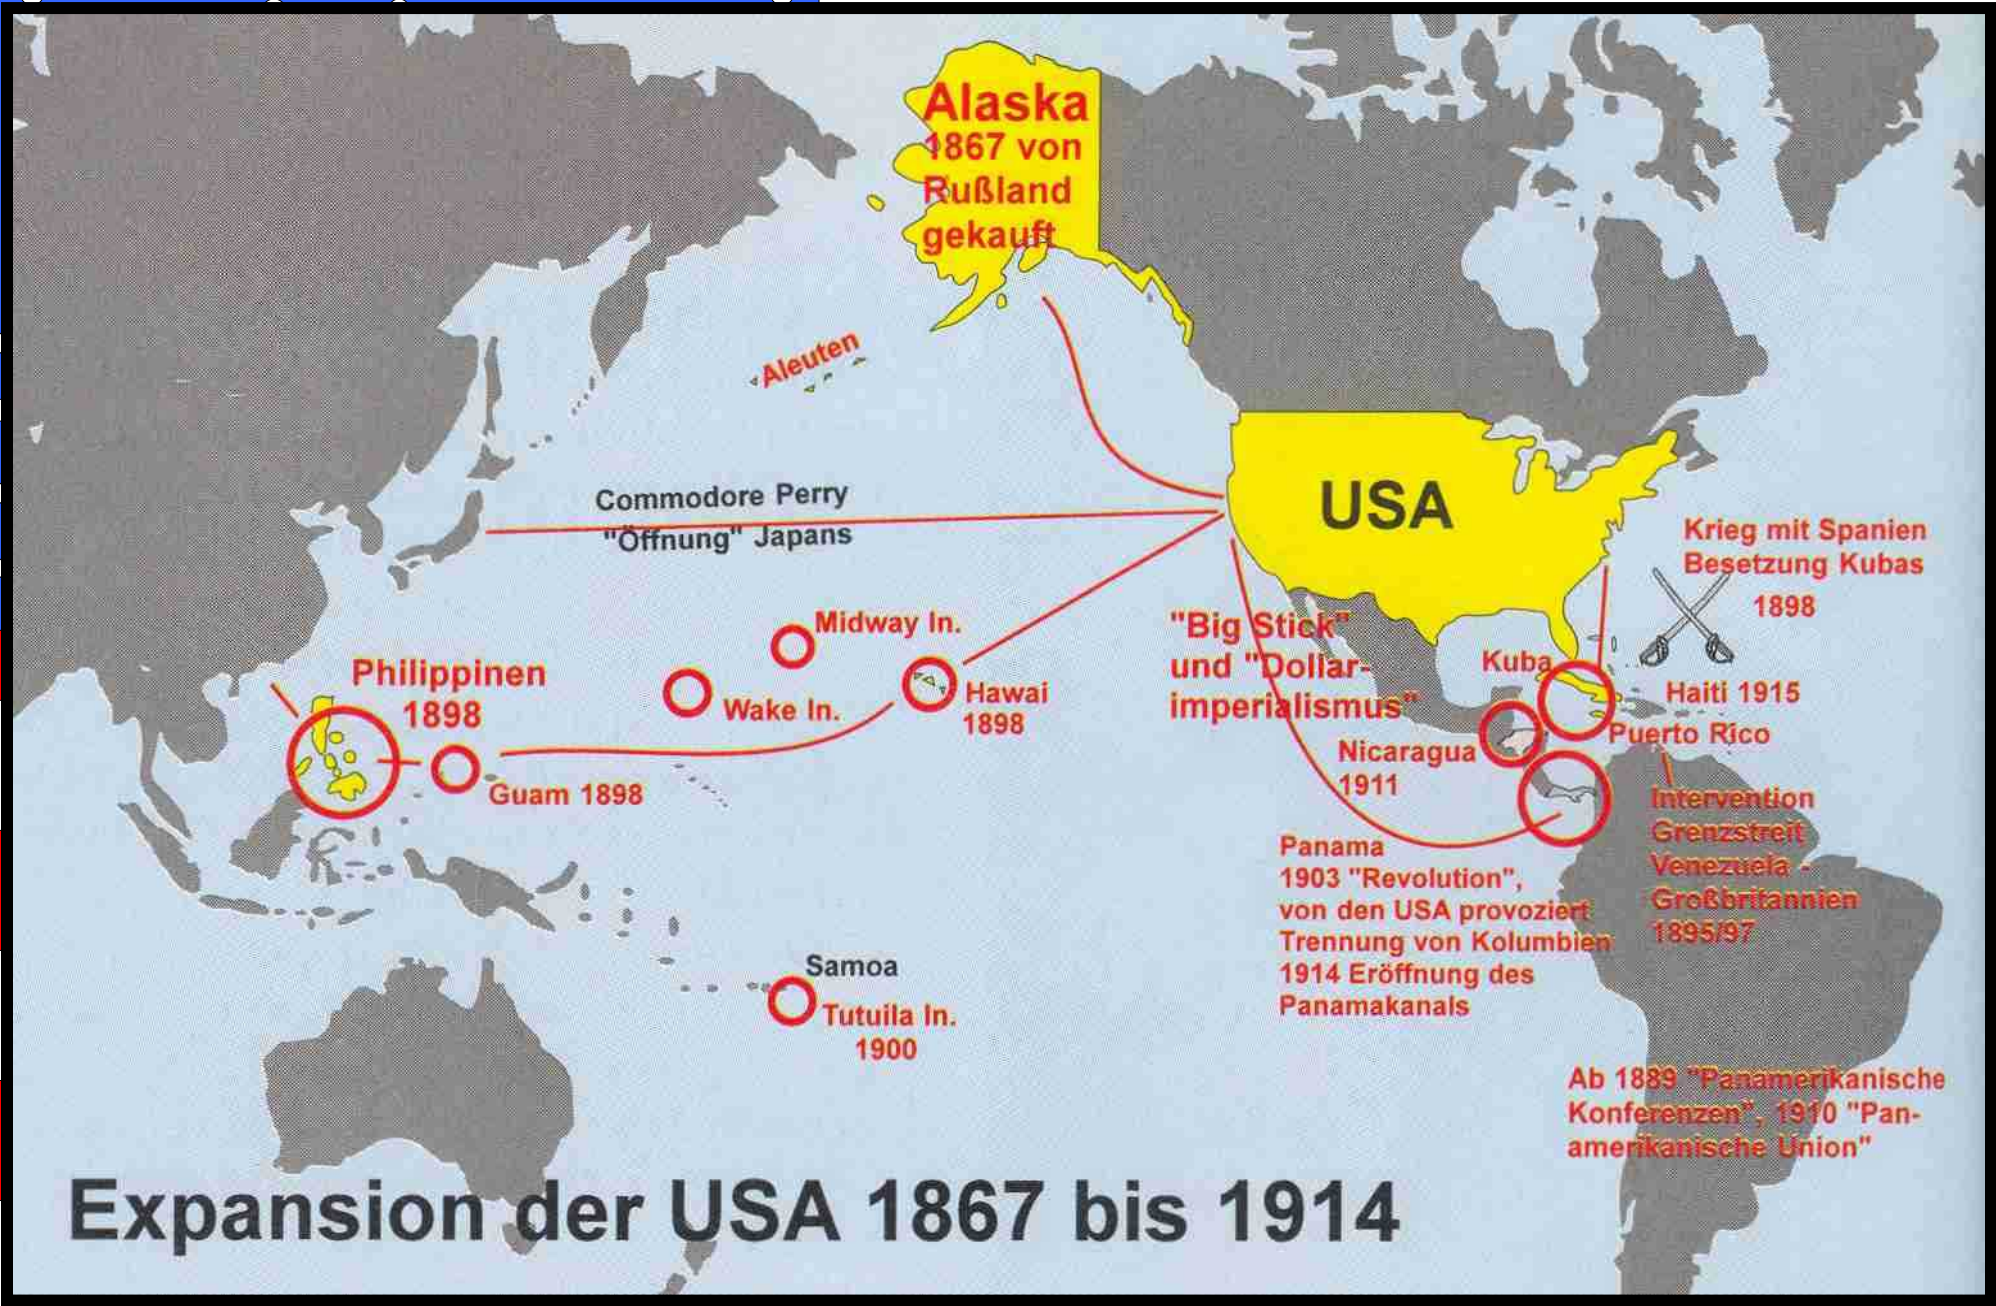 Alaska
1867 von
Rußland
gekauft
Aleuten
Commodore Perry
"Öffnung" Japans
USA
Krieg mit Spanien
Besetzung Kubas
1898
Midway In.
Wake In.
Hawai
1898
Philippinen
1898
Guam 1898
"Big Stick"
und "Dollar-
imperialismus"
Kuba
Haiti 1915
Puerto Rico
Nicaragua
1911
Intervention
Grenzstreit
Venezuela -
Großbritannien
1895/97
Panama
1903 "Revolution",
von den USA provoziert
Trennung von Kolumbien
1914 Eröffnung des
Panamakanals
Samoa
Tutuila In.
1900
Ab 1889 "Panamerikanische
Konferenzen", 1910 "Pan-
amerikanische Union"
Expansion der USA 1867 bis 1914